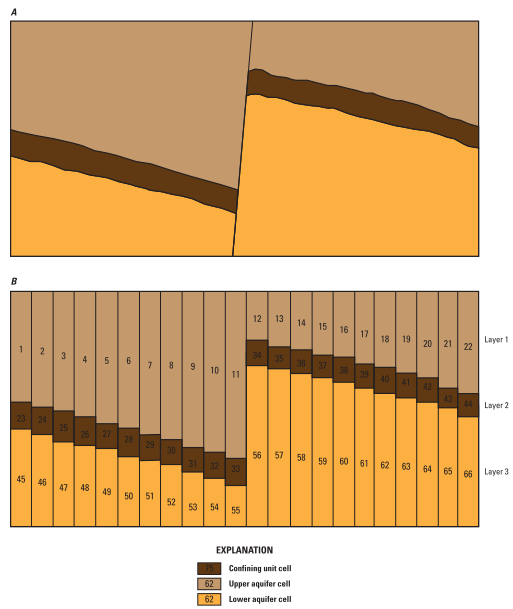 A
B
1 2 3 4 5 6 7 8 9 10 11 12 13 14 15 16 17 18 19 20 21 22 Layer 1
23 24 25 26 27 28 29 30 31 32 33 34 35 36 37 38 39 40 41 42 43 44 Layer 2
45 46 47 48 49 50 51 52 53 54 55 56 57 58 59 60 61 62 63 64 65 66 Layer 3
EXPLANATION
75 Confining unit cell
62 Upper aquifer cell
62 Lower aquifer cell